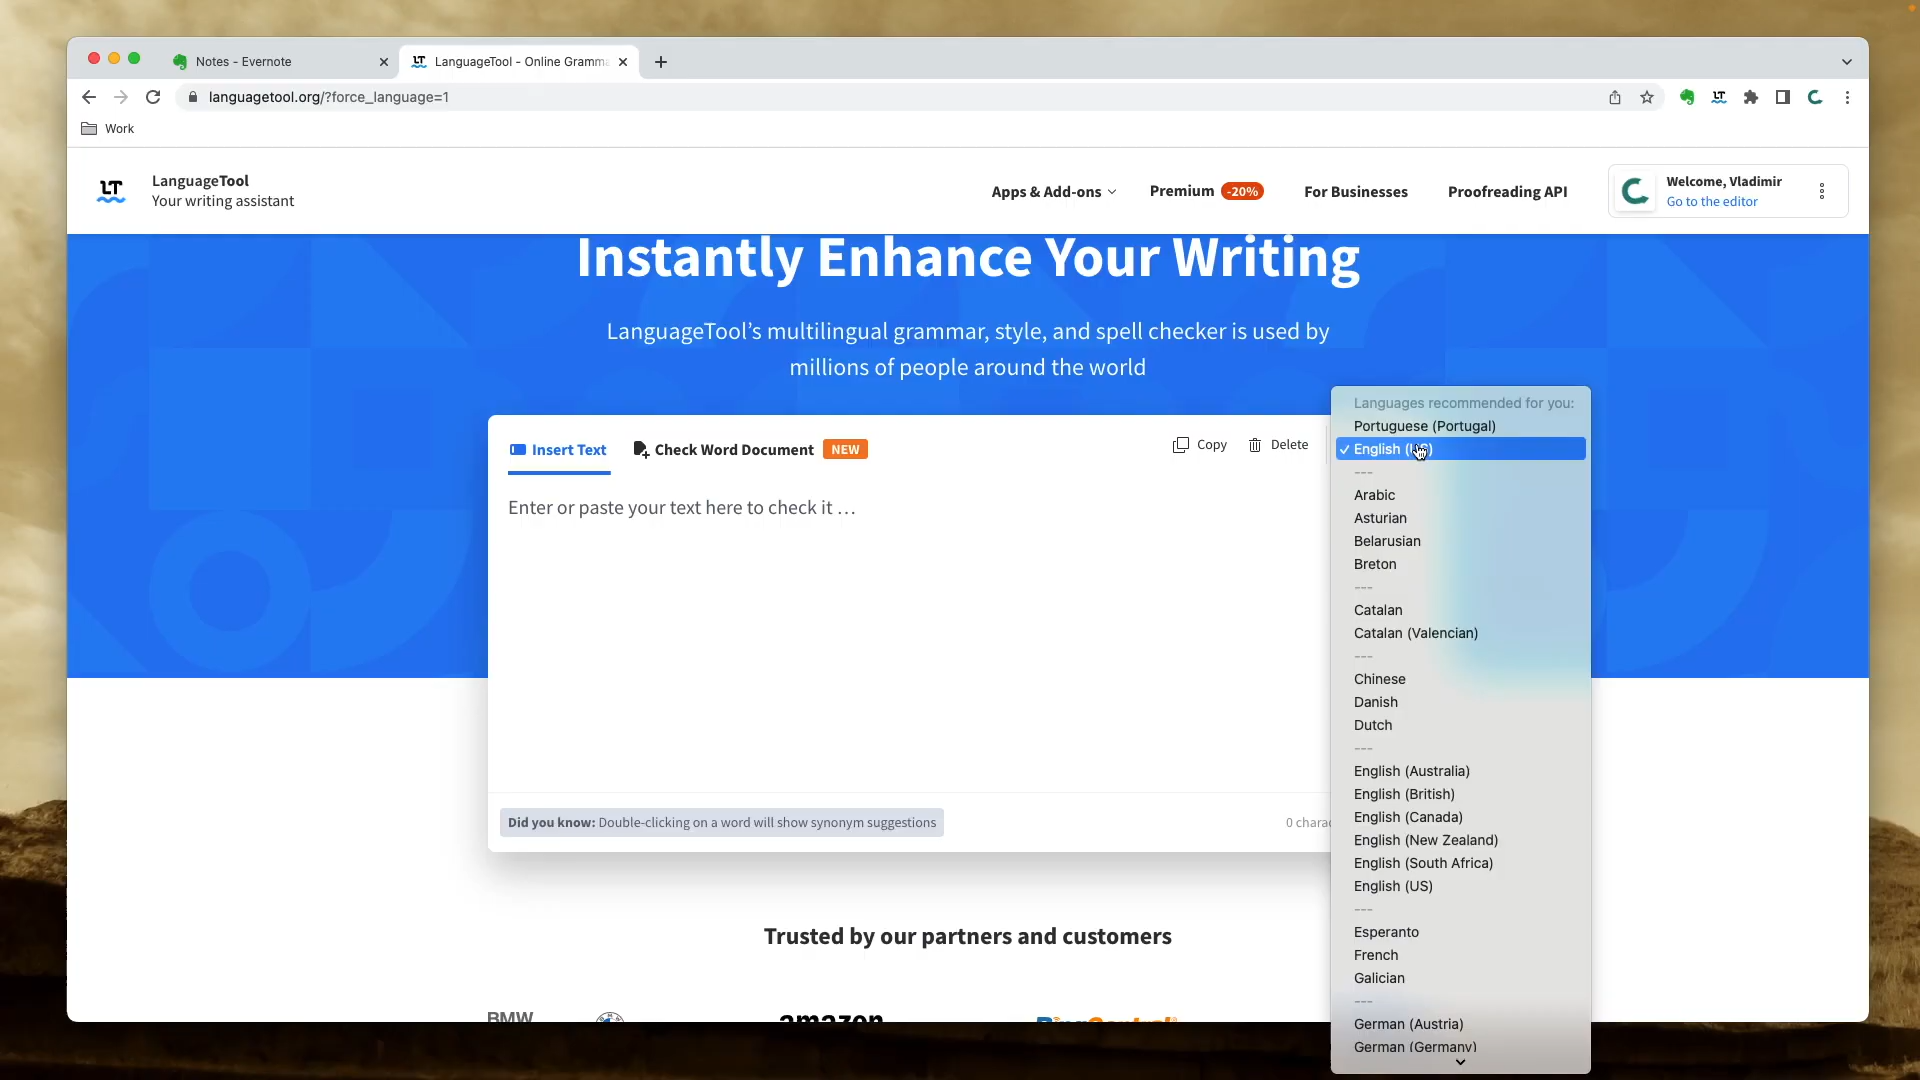 Notes - Evernote
LanguageTool - Online Gramma
languagetool.org/?force_language=1
Work
LanguageTool
Your writing assistant
Apps & Add-ons
Premium -20%
For Businesses
Proofreading API
Welcome, Vladimir
Go to the editor
Instantly Enhance Your Writing
LanguageTool’s multilingual grammar, style, and spell checker is used by
millions of people around the world
Insert Text
Check Word Document NEW
Copy
Delete
Enter or paste your text here to check it …
Did you know: Double-clicking on a word will show synonym suggestions
0 charac
Languages recommended for you:
Portuguese (Portugal)
✓ English (US)
---
Arabic
Asturian
Belarusian
Breton
---
Catalan
Catalan (Valencian)
---
Chinese
Danish
Dutch
---
English (Australia)
English (British)
English (Canada)
English (New Zealand)
English (South Africa)
English (US)
---
Esperanto
French
Galician
---
German (Austria)
German (Germany)
Trusted by our partners and customers
BMW
amazon
RingCentral